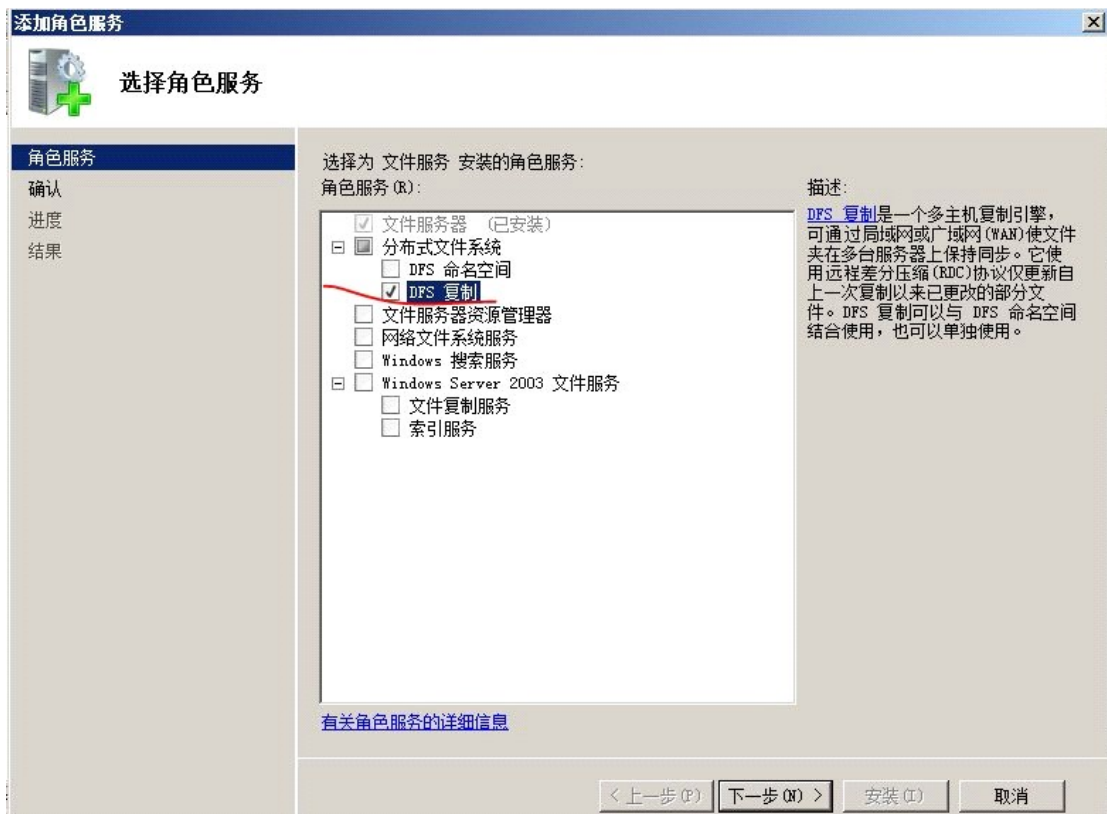 添加角色服务
选择角色服务
角色服务
确认
进度
结果
选择为 文件服务 安装的角色服务:
角色服务(R):
文件服务器 (已安装)
分布式文件系统
DFS 命名空间
DFS 复制
文件服务器资源管理器
网络文件系统服务
Windows 搜索服务
Windows Server 2003 文件服务
文件复制服务
索引服务
有关角色服务的详细信息
描述:
DFS 复制是一个多主机复制引擎，
可通过局域网或广域网(WAN)使文件
夹在多台服务器上保持同步。它使
用远程差分压缩(RDC)协议仅更新自
上一次复制以来已更改的部分文
件。DFS 复制可以与 DFS 命名空间
结合使用，也可以单独使用。
< 上一步(P)
下一步(N) >
安装(I)
取消